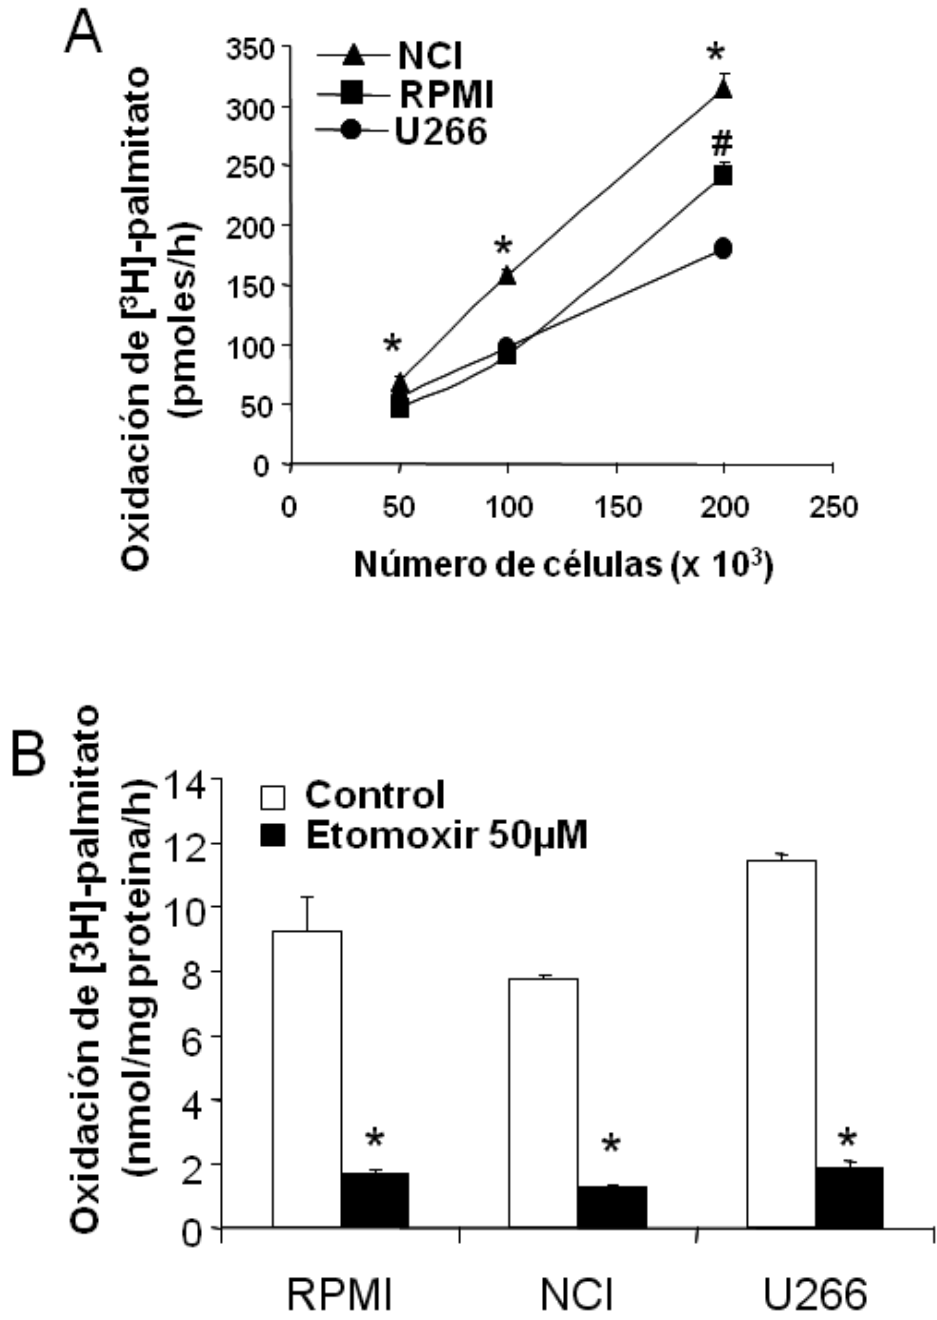 A
Oxidación de [³H]-palmitato
(pmoles/h)
350
300
250
200
150
100
50
0
NCI
RPMI
U266
*
*
*
#
0 50 100 150 200 250
Número de células (x 10³)
B
Oxidación de [3H]-palmitato
(nmol/mg proteina/h)
14
12
10
8
6
4
2
0
Control
Etomoxir 50µM
* * *
RPMI NCI U266